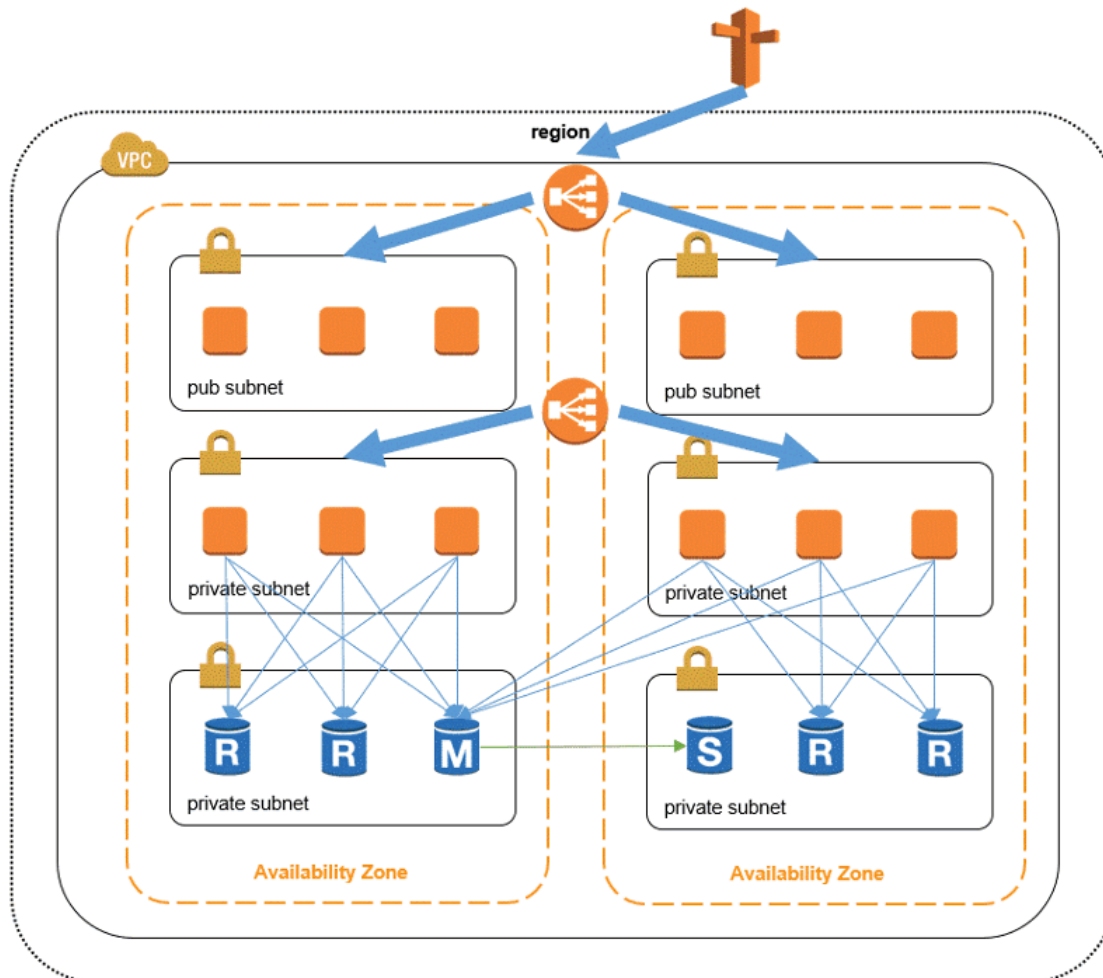 region
VPC
pub subnet
pub subnet
private subnet
private subnet
R
R
M
S
R
R
private subnet
private subnet
Availability Zone
Availability Zone